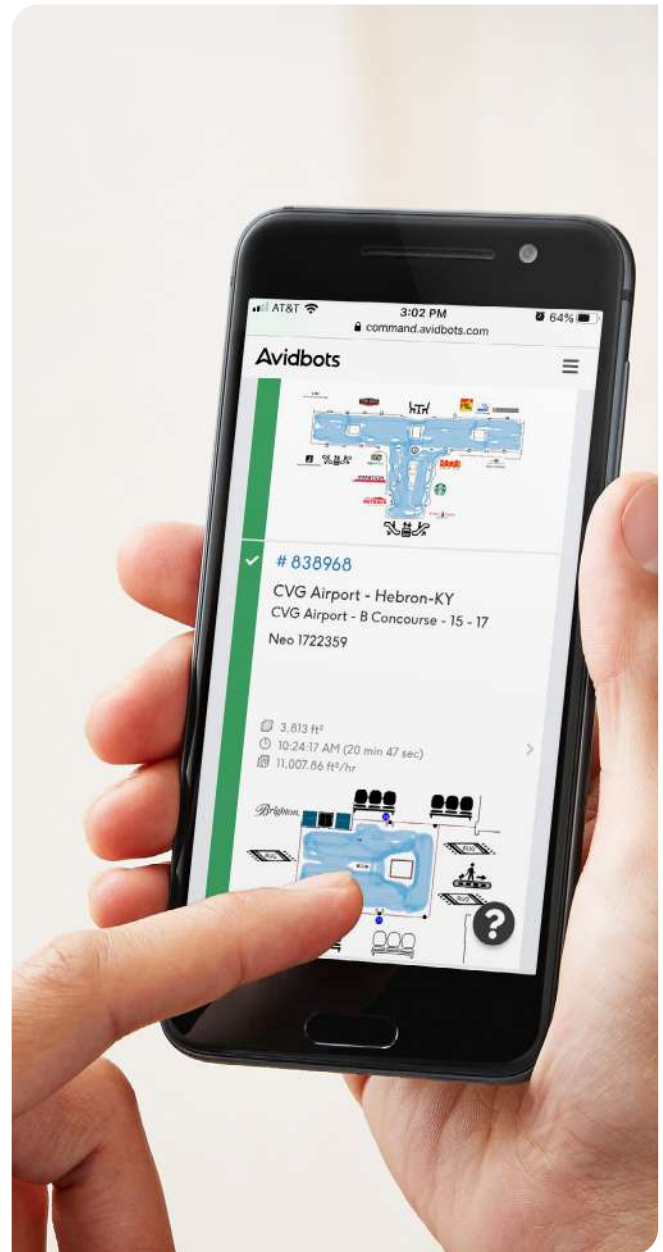 AT&T
3:02 PM
64%
command.avidbots.com
Avidbots
# 838968
CVG Airport - Hebron-KY
CVG Airport - B Concourse - 15 - 17
Neo 1722359
3,813 ft²
10:24:17 AM (20 min 47 sec)
11,007.86 ft²/hr
Brighton
?